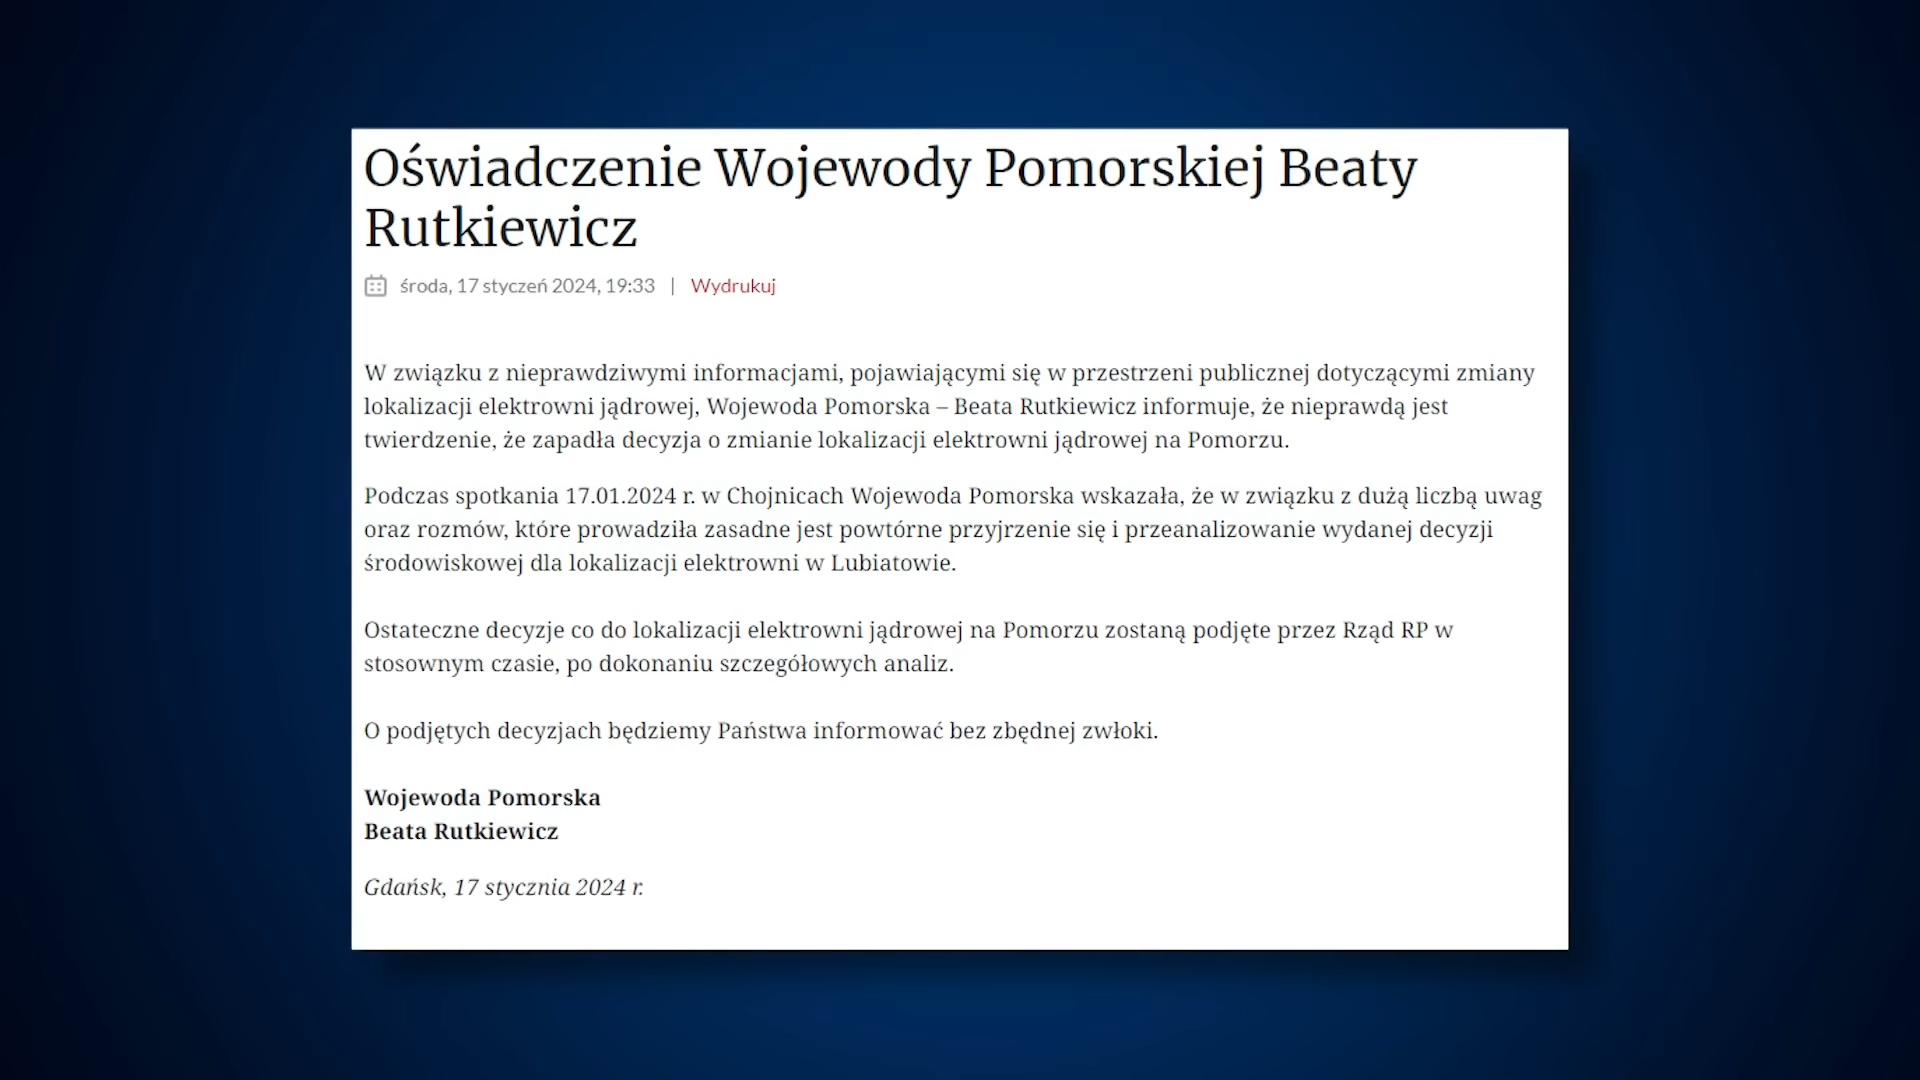 Oświadczenie Wojewody Pomorskiej Beaty
Rutkiewicz
środa, 17 styczeń 2024, 19:33 | Wydrukuj
W związku z nieprawdziwymi informacjami, pojawiającymi się w przestrzeni publicznej dotyczącymi zmiany
lokalizacji elektrowni jądrowej, Wojewoda Pomorska – Beata Rutkiewicz informuje, że nieprawdą jest
twierdzenie, że zapadła decyzja o zmianie lokalizacji elektrowni jądrowej na Pomorzu.
Podczas spotkania 17.01.2024 r. w Chojnicach Wojewoda Pomorska wskazała, że w związku z dużą liczbą uwag
oraz rozmów, które prowadziła zasadne jest powtórne przyjrzenie się i przeanalizowanie wydanej decyzji
środowiskowej dla lokalizacji elektrowni w Lubiatowie.
Ostateczne decyzje co do lokalizacji elektrowni jądrowej na Pomorzu zostaną podjęte przez Rząd RP w
stosownym czasie, po dokonaniu szczegółowych analiz.
O podjętych decyzjach będziemy Państwa informować bez zbędnej zwłoki.
Wojewoda Pomorska
Beata Rutkiewicz
Gdańsk, 17 stycznia 2024 r.